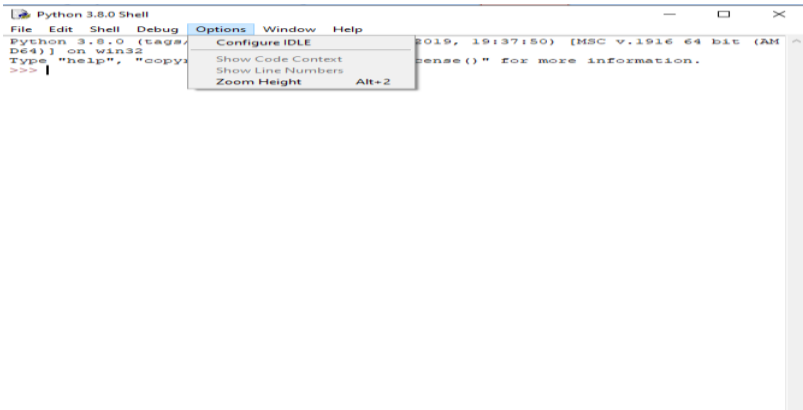 Python 3.8.0 Shell
File Edit Shell Debug Options Window Help
Python 3.8.0 (tags/ 2019, 19:37:50) [MSC v.1916 64 bit (AM
D64)] on win32
Type "help", "copyr ense()" for more information.
>>>
Configure IDLE
Show Code Context
Show Line Numbers
Zoom Height Alt+2